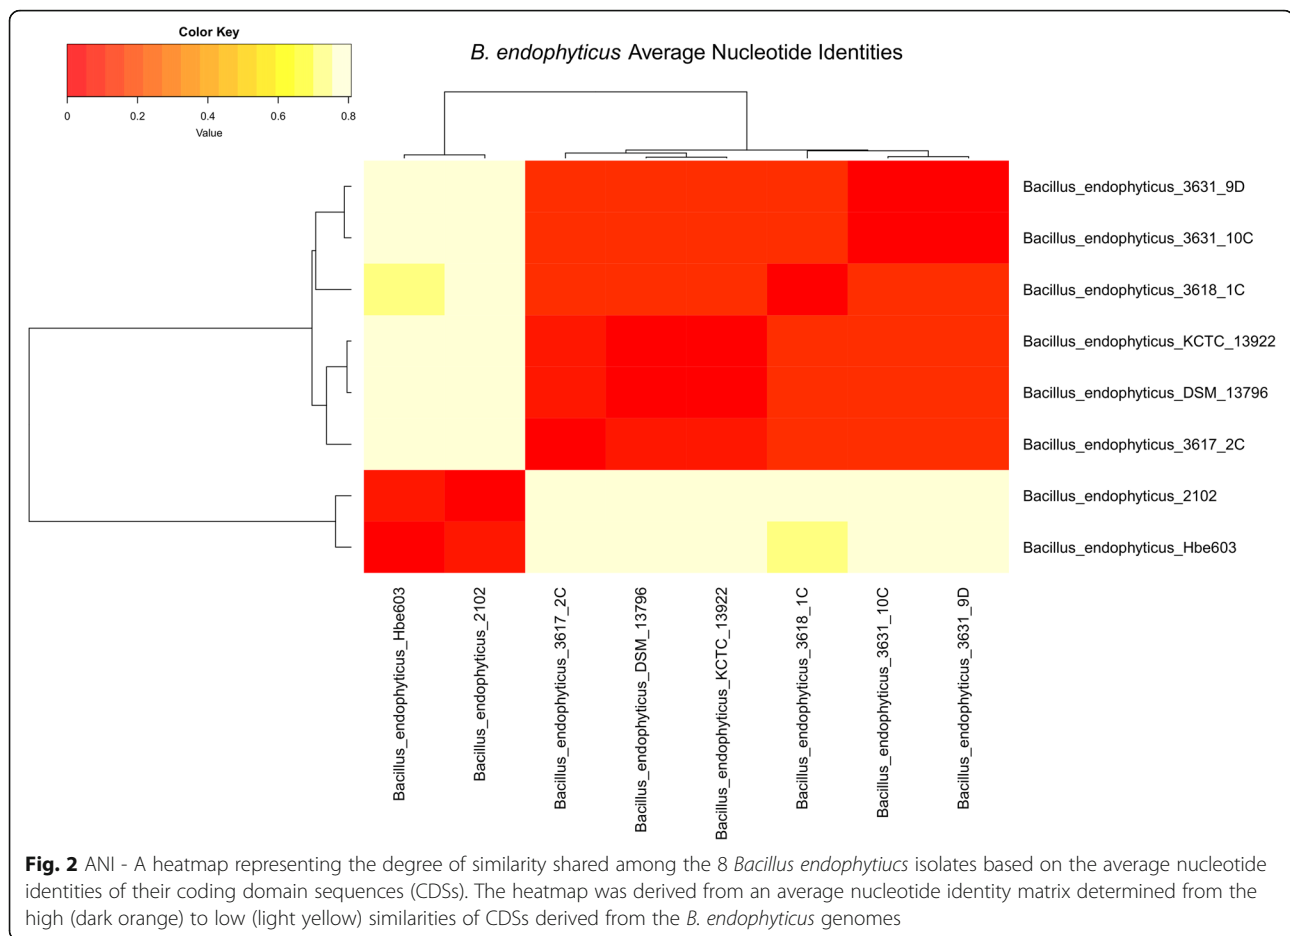 Color Key
0 0.2 0.4 0.6 0.8
Value
B. endophyticus Average Nucleotide Identities
Bacillus_endophyticus_3631_9D
Bacillus_endophyticus_3631_10C
Bacillus_endophyticus_3618_1C
Bacillus_endophyticus_KCTC_13922
Bacillus_endophyticus_DSM_13796
Bacillus_endophyticus_3617_2C
Bacillus_endophyticus_2102
Bacillus_endophyticus_Hbe603
Bacillus_endophyticus_Hbe603
Bacillus_endophyticus_2102
Bacillus_endophyticus_3617_2C
Bacillus_endophyticus_DSM_13796
Bacillus_endophyticus_KCTC_13922
Bacillus_endophyticus_3618_1C
Bacillus_endophyticus_3631_10C
Bacillus_endophyticus_3631_9D
Fig. 2 ANI - A heatmap representing the degree of similarity shared among the 8 Bacillus endophytiucs isolates based on the average nucleotide
identities of their coding domain sequences (CDSs). The heatmap was derived from an average nucleotide identity matrix determined from the
high (dark orange) to low (light yellow) similarities of CDSs derived from the B. endophyticus genomes